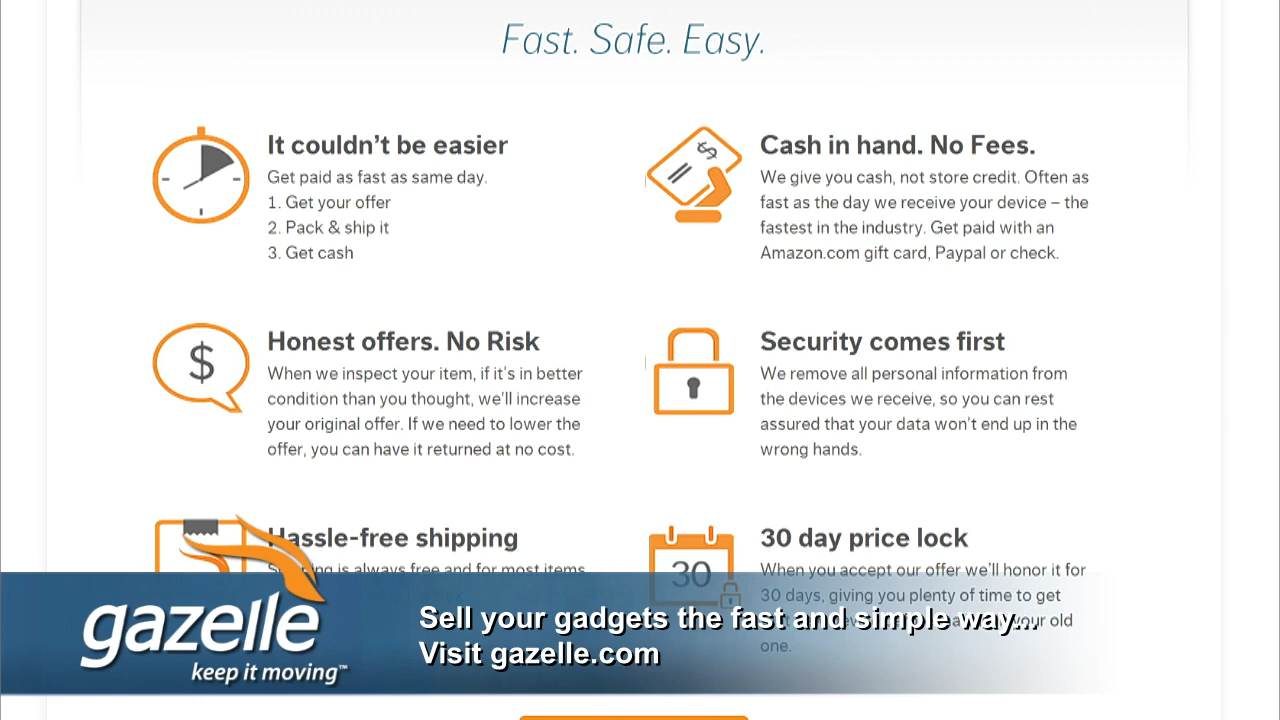 Fast. Safe. Easy.
It couldn't be easier
Get paid as fast as same day.
1. Get your offer
2. Pack & ship it
3. Get cash
Cash in hand. No Fees.
We give you cash, not store credit. Often as
fast as the day we receive your device – the
fastest in the industry. Get paid with an
Amazon.com gift card, Paypal or check.
$
Honest offers. No Risk
When we inspect your item, if it's in better
condition than you thought, we'll increase
your original offer. If we need to lower the
offer, you can have it returned at no cost.
Security comes first
We remove all personal information from
the devices we receive, so you can rest
assured that your data won't end up in the
wrong hands.
Hassle-free shipping
is always free and for most items
30
30 day price lock
When you accept our offer we'll honor it for
30 days, giving you plenty of time to get
your old
one.
gazelle
keep it moving™
Sell your gadgets the fast and simple way...
Visit gazelle.com